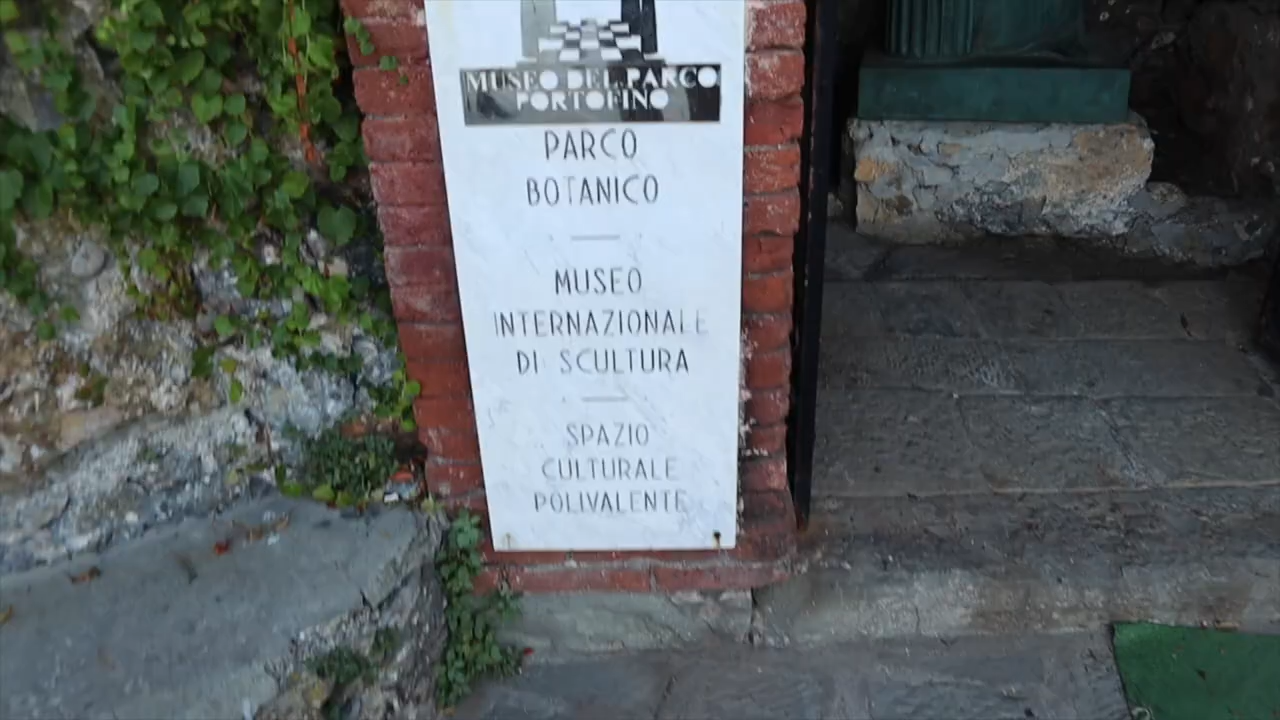 MUSEO DEL PARCO
PORTOFINO
PARCO
BOTANICO
MUSEO
INTERNAZIONALE
DI SCULTURA
SPAZIO
CULTURALE
POLIVALENTE